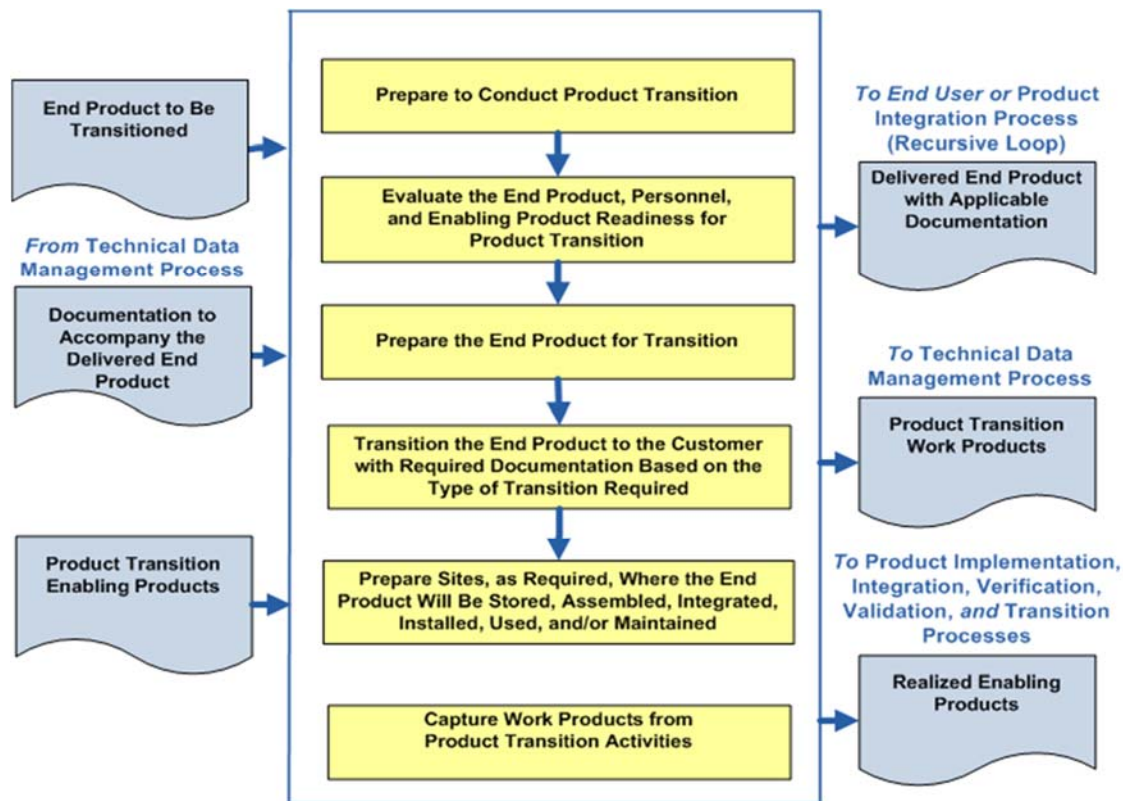 End Product to Be
Transitioned
From Technical Data
Management Process
Documentation to
Accompany the
Delivered End
Product
Product Transition
Enabling Products
Prepare to Conduct Product Transition
Evaluate the End Product, Personnel,
and Enabling Product Readiness for
Product Transition
Prepare the End Product for Transition
Transition the End Product to the Customer
with Required Documentation Based on the
Type of Transition Required
Prepare Sites, as Required, Where the End
Product Will Be Stored, Assembled, Integrated,
Installed, Used, and/or Maintained
Capture Work Products from
Product Transition Activities
To End User or Product
Integration Process
(Recursive Loop)
Delivered End Product
with Applicable
Documentation
To Technical Data
Management Process
Product Transition
Work Products
To Product Implementation,
Integration, Verification,
Validation, and Transition
Processes
Realized Enabling
Products